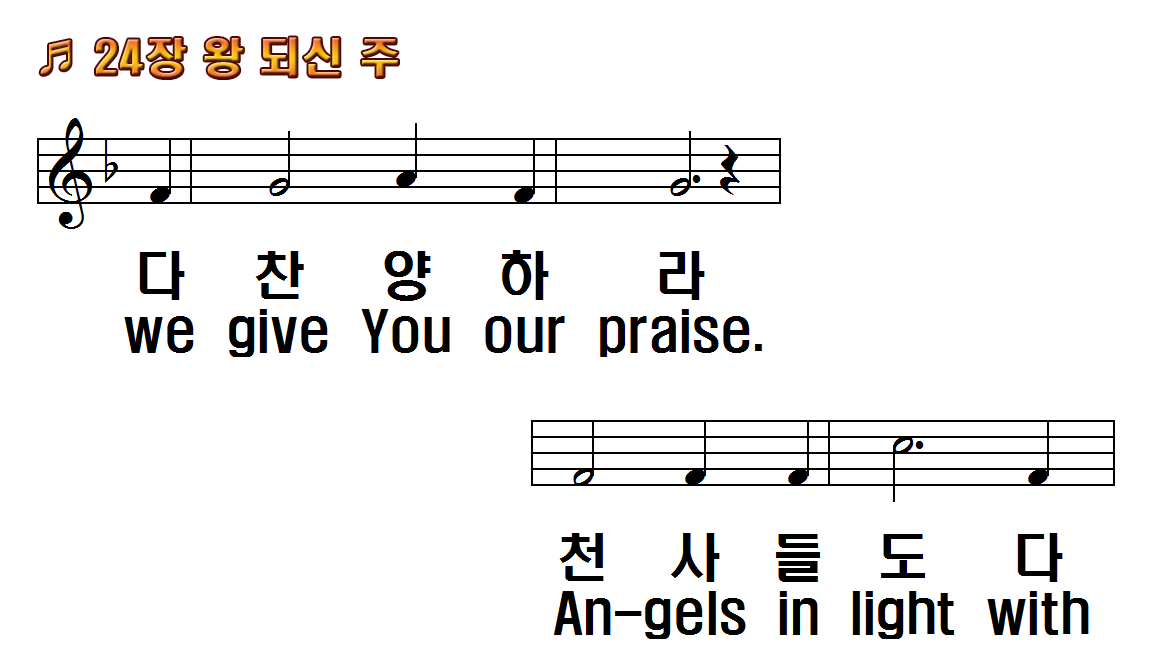 ♬ 24장 왕 되신 주
다 찬 양 하 라
we give You our praise.
천 사 들 도 다
An-gels in light with